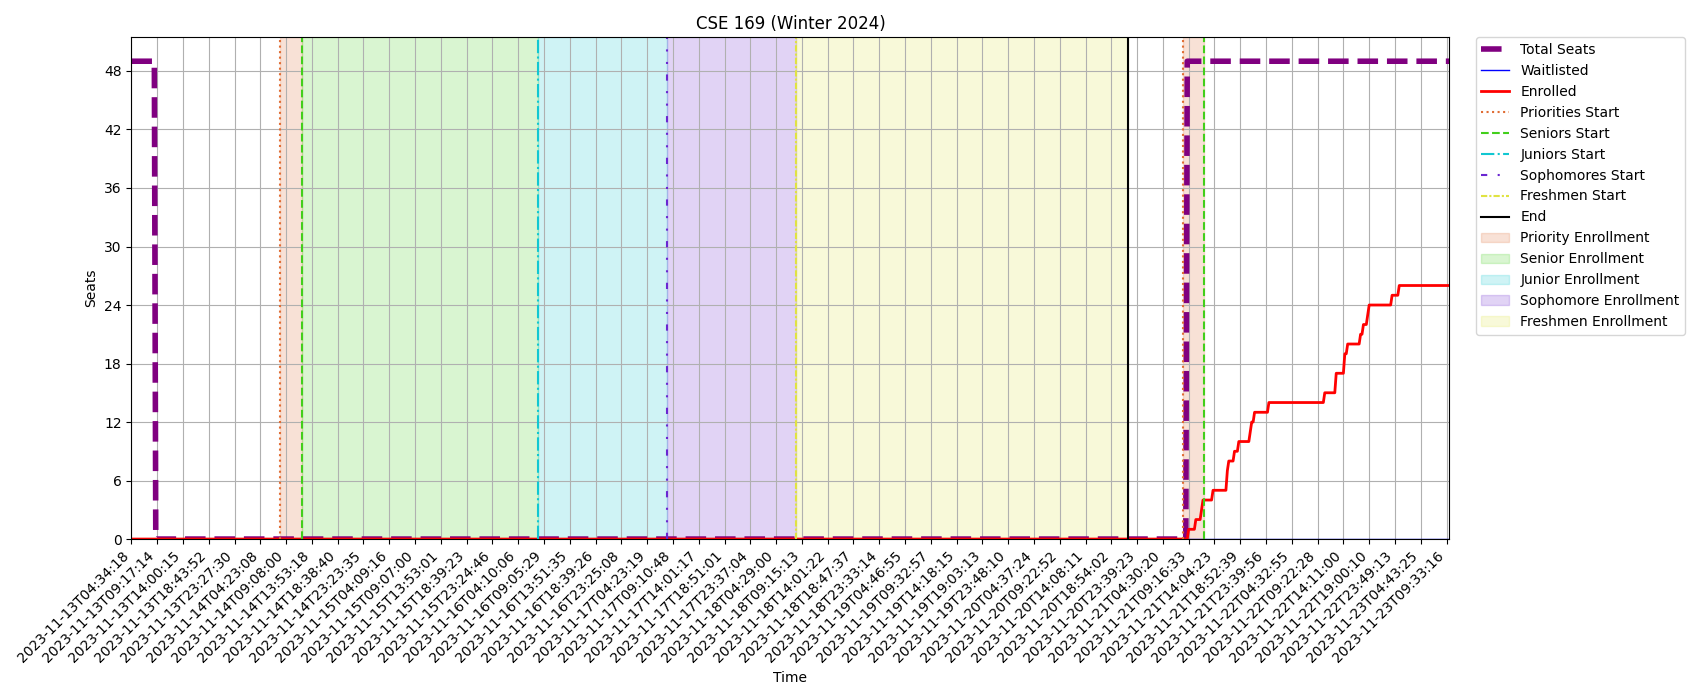 CSE 169 (Winter 2024)
Seats
48
42
36
30
24
18
12
6
0
2023-11-13T04:34:18
2023-11-13T09:17:14
2023-11-13T14:00:15
2023-11-13T18:43:52
2023-11-13T23:27:30
2023-11-14T04:23:08
2023-11-14T09:08:00
2023-11-14T13:53:18
2023-11-14T18:38:40
2023-11-14T23:23:35
2023-11-15T04:09:16
2023-11-15T09:07:00
2023-11-15T13:53:01
2023-11-15T18:39:23
2023-11-15T23:24:46
2023-11-16T04:10:06
2023-11-16T09:05:29
2023-11-16T13:51:35
2023-11-16T18:39:26
2023-11-16T23:25:08
2023-11-17T04:23:19
2023-11-17T09:10:48
2023-11-17T14:01:17
2023-11-17T18:51:01
2023-11-17T23:37:04
2023-11-18T04:29:00
2023-11-18T09:15:13
2023-11-18T14:01:22
2023-11-18T18:47:37
2023-11-18T23:33:14
2023-11-19T04:46:55
2023-11-19T09:32:57
2023-11-19T14:18:15
2023-11-19T19:03:13
2023-11-19T23:48:10
2023-11-20T04:37:24
2023-11-20T09:22:52
2023-11-20T14:08:11
2023-11-20T18:54:02
2023-11-20T23:39:23
2023-11-21T04:30:20
2023-11-21T09:16:33
2023-11-21T14:04:23
2023-11-21T18:52:39
2023-11-21T23:39:56
2023-11-22T04:32:55
2023-11-22T09:22:28
2023-11-22T14:11:00
2023-11-22T19:00:10
2023-11-22T23:49:13
2023-11-23T04:43:25
2023-11-23T09:33:16
Time
Total Seats
Waitlisted
Enrolled
Priorities Start
Seniors Start
Juniors Start
Sophomores Start
Freshmen Start
End
Priority Enrollment
Senior Enrollment
Junior Enrollment
Sophomore Enrollment
Freshmen Enrollment